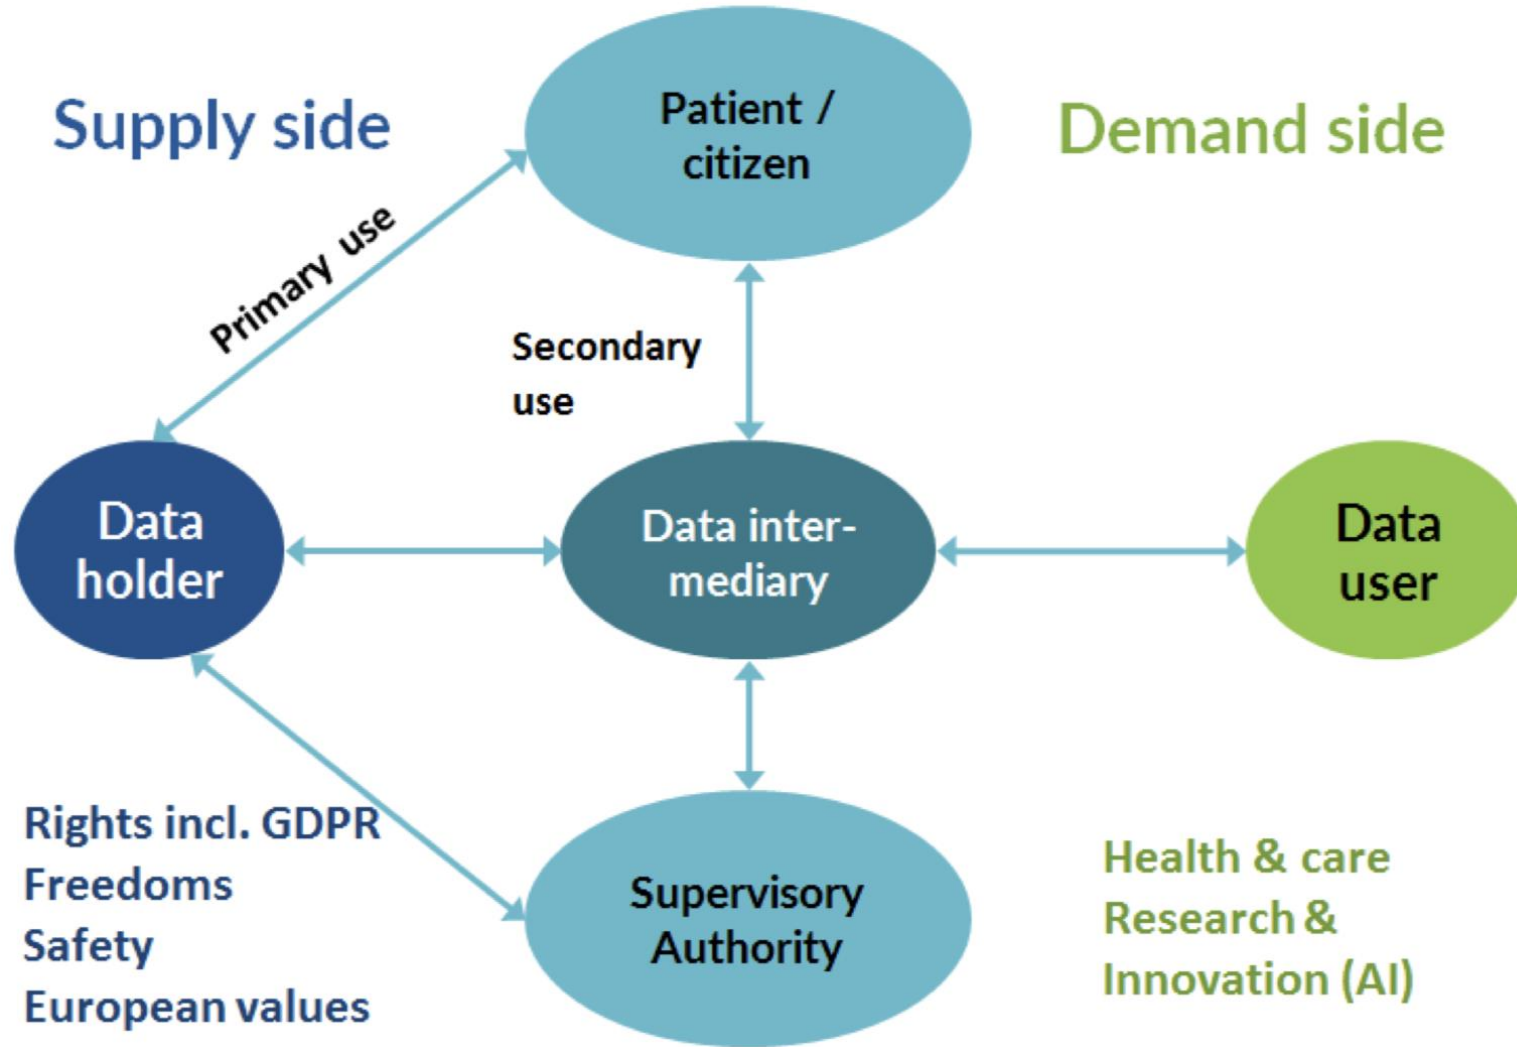 Patient /
citizen
Supply side
Demand side
Primary use
Secondary
use
Data
holder
Data inter-
mediary
Data
user
Rights incl. GDPR
Freedoms
Safety
European values
Supervisory
Authority
Health & care
Research &
Innovation (AI)